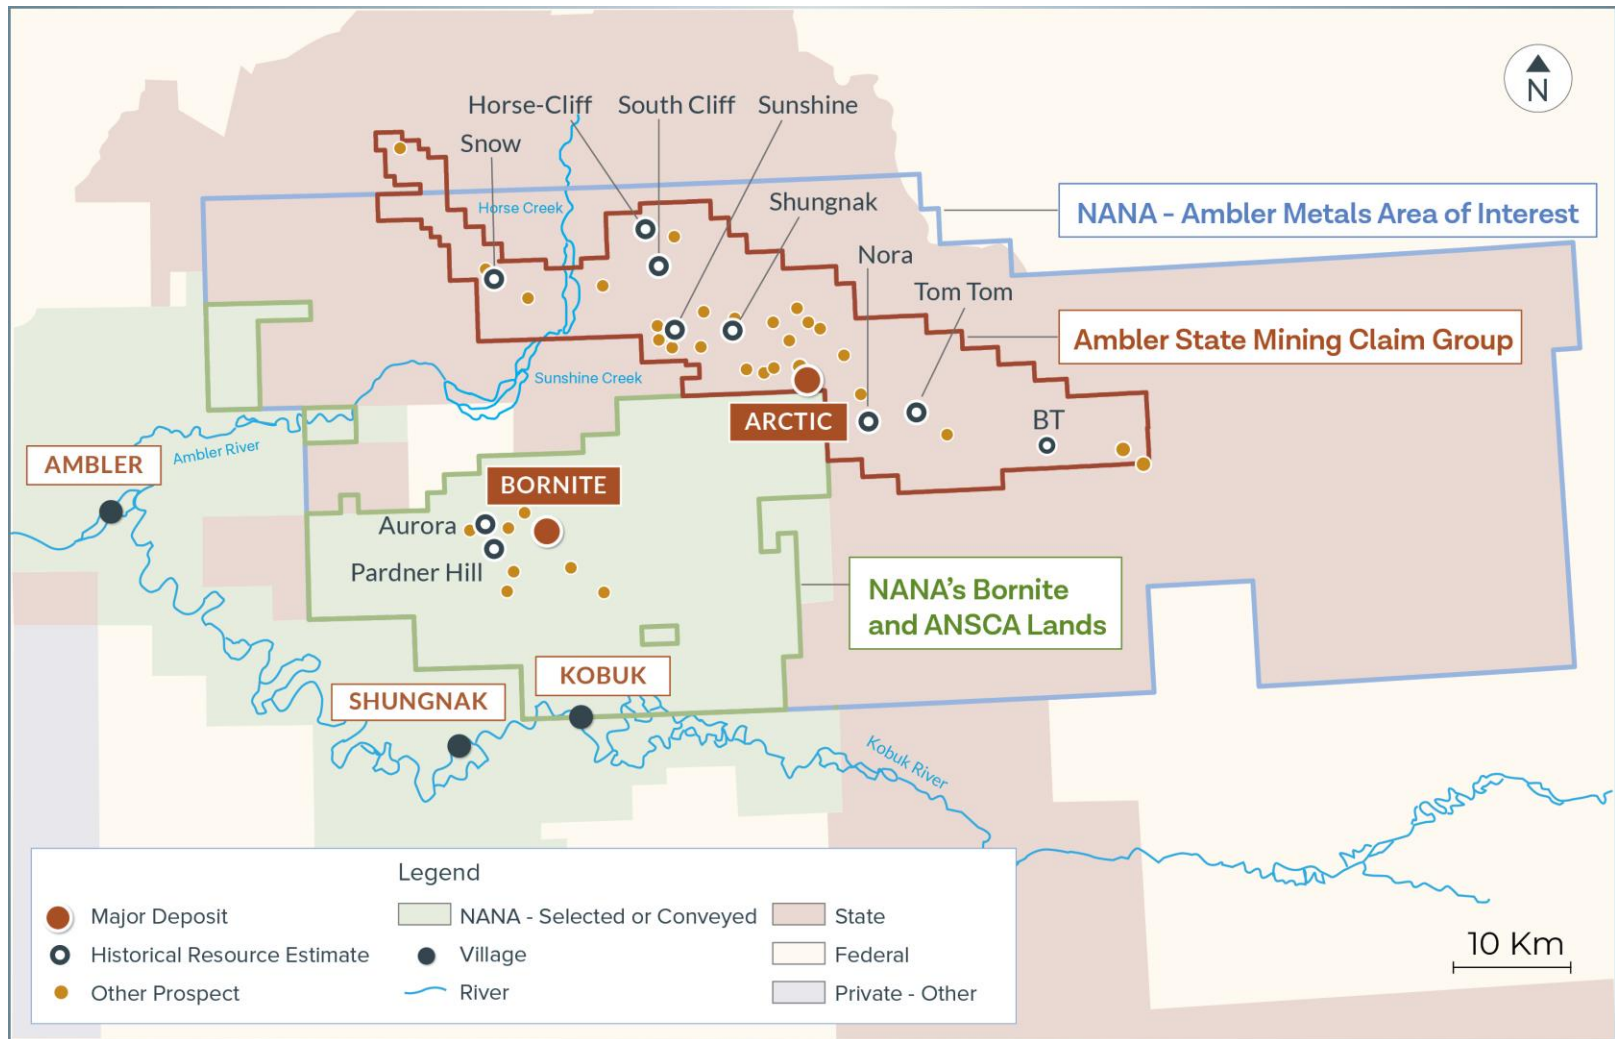 N
Horse-Cliff
South Cliff
Sunshine
Snow
Shungnak
Horse Creek
NANA - Ambler Metals Area of Interest
Nora
Tom Tom
Ambler State Mining Claim Group
Sunshine Creek
ARCTIC
BT
Ambler River
AMBLER
BORNITE
Aurora
Pardner Hill
NANA's Bornite
and ANSCA Lands
KOBUK
SHUNGNAK
Kobuk River
10 Km
Legend
Major Deposit
Historical Resource Estimate
Other Prospect
NANA - Selected or Conveyed
Village
River
State
Federal
Private - Other